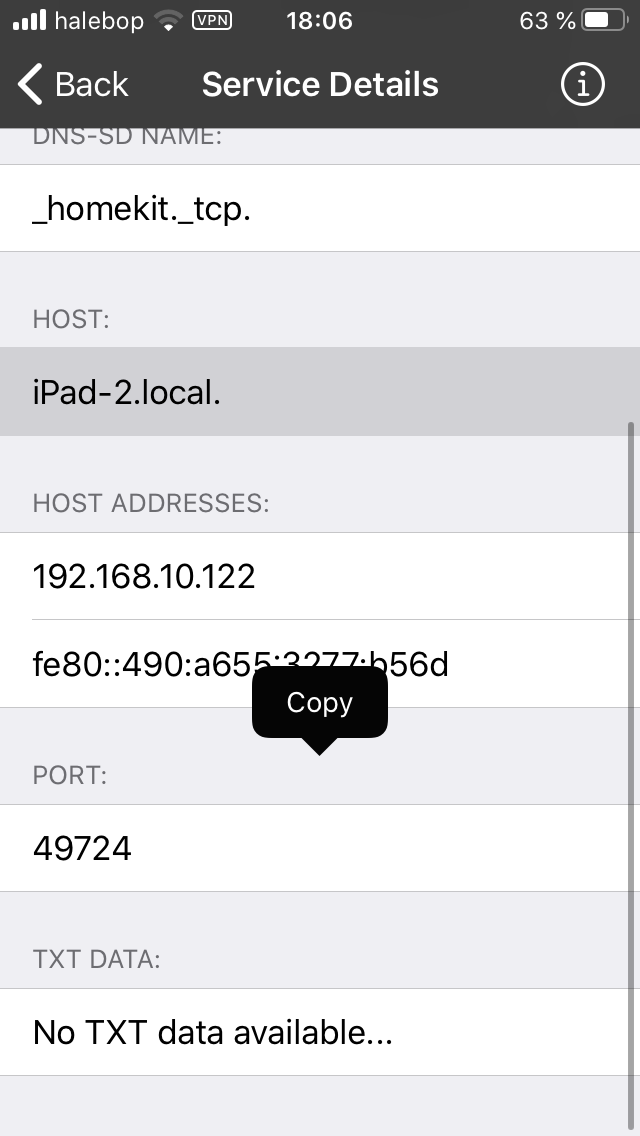 halebop VPN 18:06 63 %
Back Service Details
DNS-SD NAME:
_homekit._tcp.
HOST:
iPad-2.local.
HOST ADDRESSES:
192.168.10.122
fe80::490:a655:3277:b56d
Copy
PORT:
49724
TXT DATA:
No TXT data available...